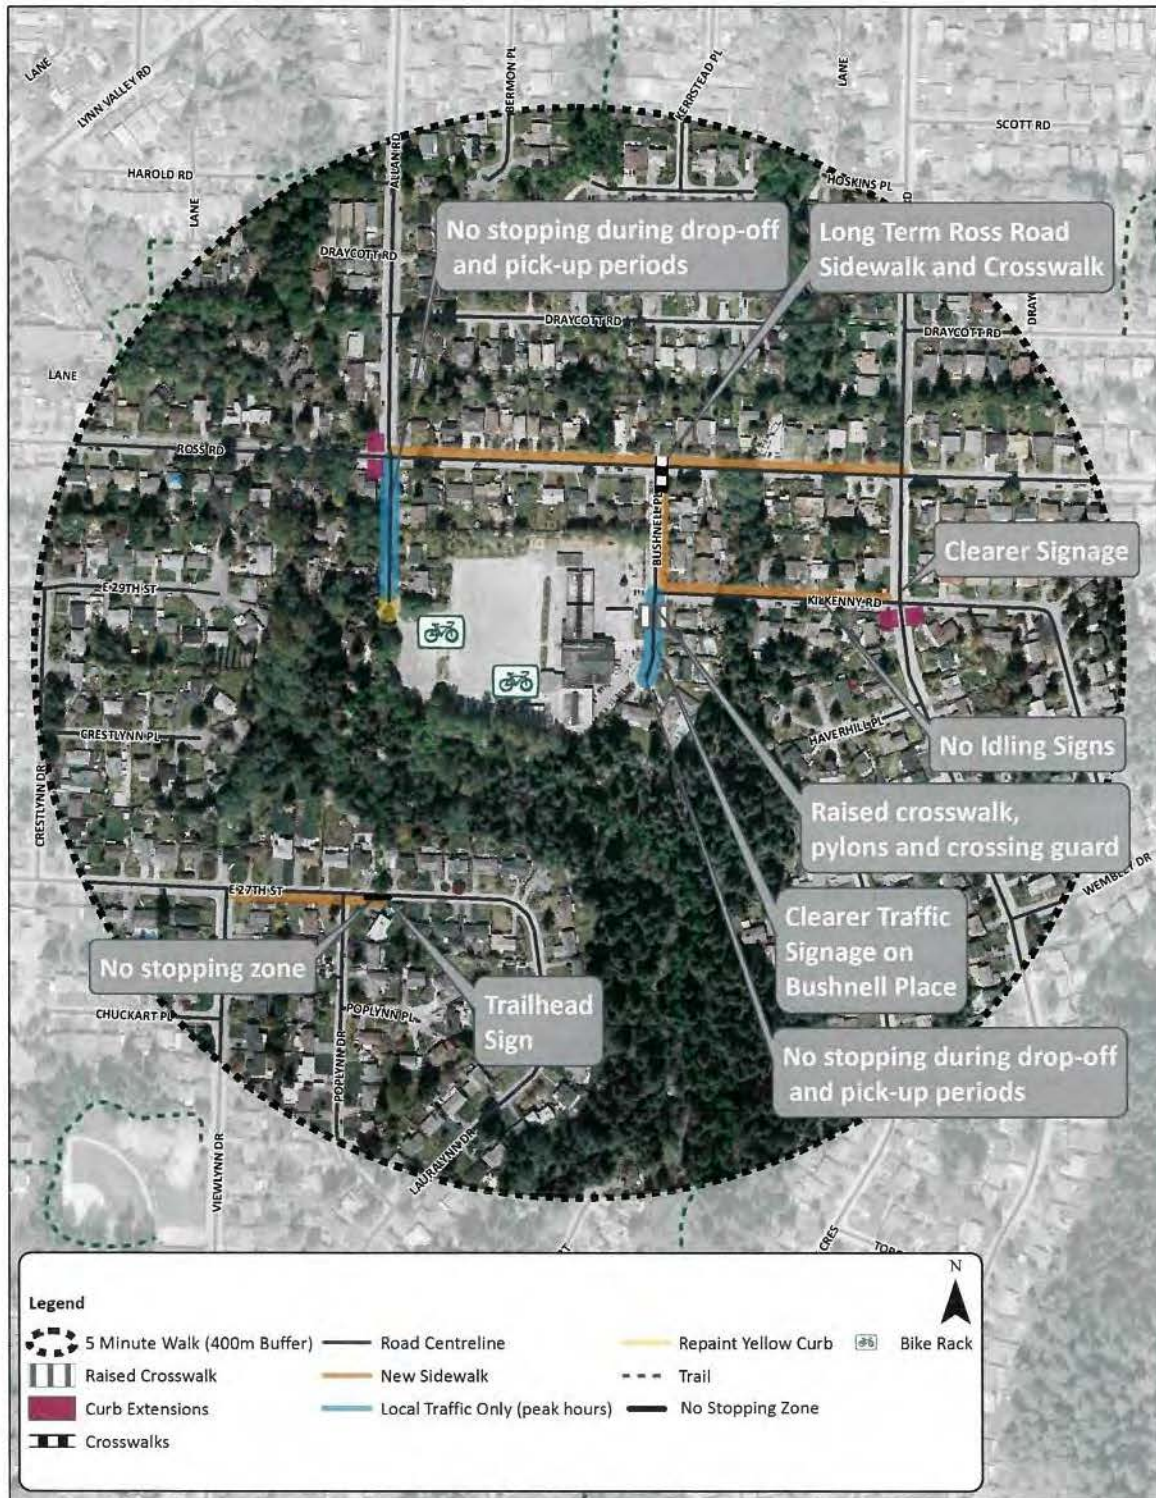 LANE
LYNN VALLEY RD
BERMON PL
KERRSTEAD PL
LANE
SCOTT RD
HAROLD RD
LANE
ALLAN RD
HOSKINS PL
RD
No stopping during drop-off
and pick-up periods
Long Term Ross Road
Sidewalk and Crosswalk
DRAYCOTT RD
DRAYCOTT RD
DRAYCOTT RD
LANE
ROSS RD
BUSHNELL PL
Clearer Signage
E 29TH ST
KILKENNY RD
CRESTLYNN PL
HAVERHILL PL
No Idling Signs
CRESTLYNN DR
Raised crosswalk,
pylons and crossing guard
WEMBLEY DR
E 27TH ST
Clearer Traffic
Signage on
Bushnell Place
No stopping zone
Trailhead
Sign
CHUCKART PL
POPLYNN PL
POPLYNN DR
No stopping during drop-off
and pick-up periods
VIEWLYNN DR
LAURALYNN DR
CRES
N
Legend
5 Minute Walk (400m Buffer)
Road Centreline
Repaint Yellow Curb
Bike Rack
Raised Crosswalk
New Sidewalk
Trail
Curb Extensions
Local Traffic Only (peak hours)
No Stopping Zone
Crosswalks